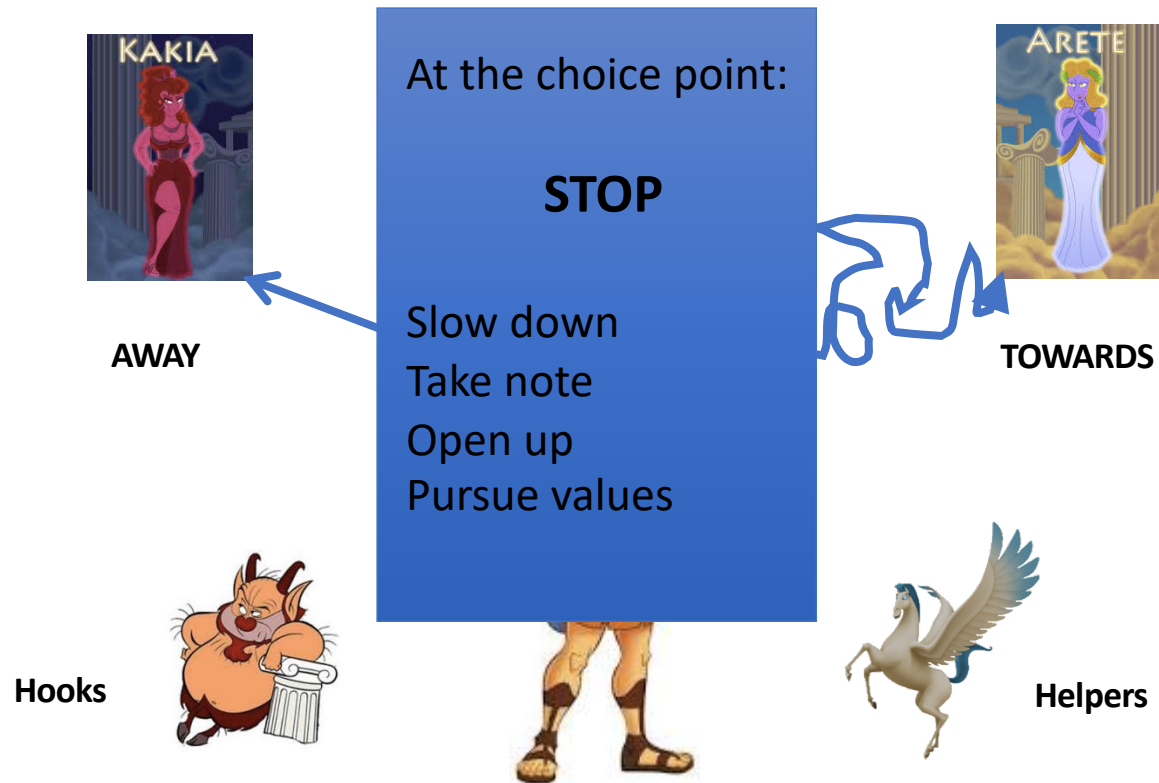 KAKIA
At the choice point:
ARETE
STOP
Slow down
AWAY
TOWARDS
Take note
Open up
Pursue values
Hooks
Helpers